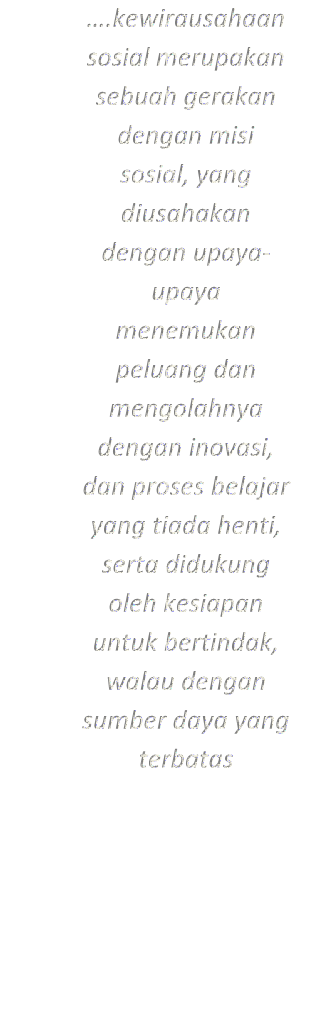 ....kewirausahaan
sosial merupakan
sebuah gerakan
dengan misi
sosial, yang
diusahakan
dengan upaya-
upaya
menemukan
peluang dan
mengolahnya
dengan inovasi,
dan proses belajar
yang tiada henti,
serta didukung
oleh kesiapan
untuk bertindak,
walau dengan
sumber daya yang
terbatas